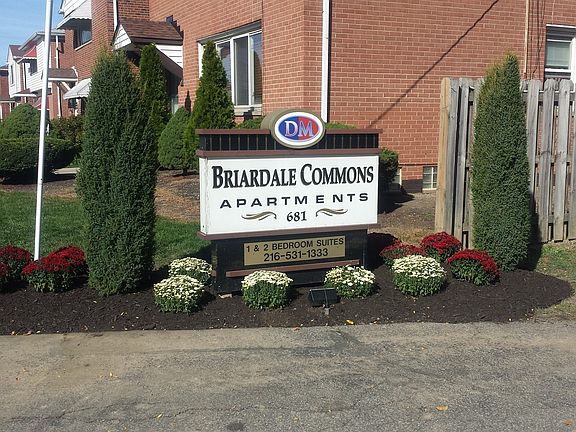 DM
BRIARDALE COMMONS
APARTMENTS
681
1 & 2 BEDROOM SUITES
216-531-1333